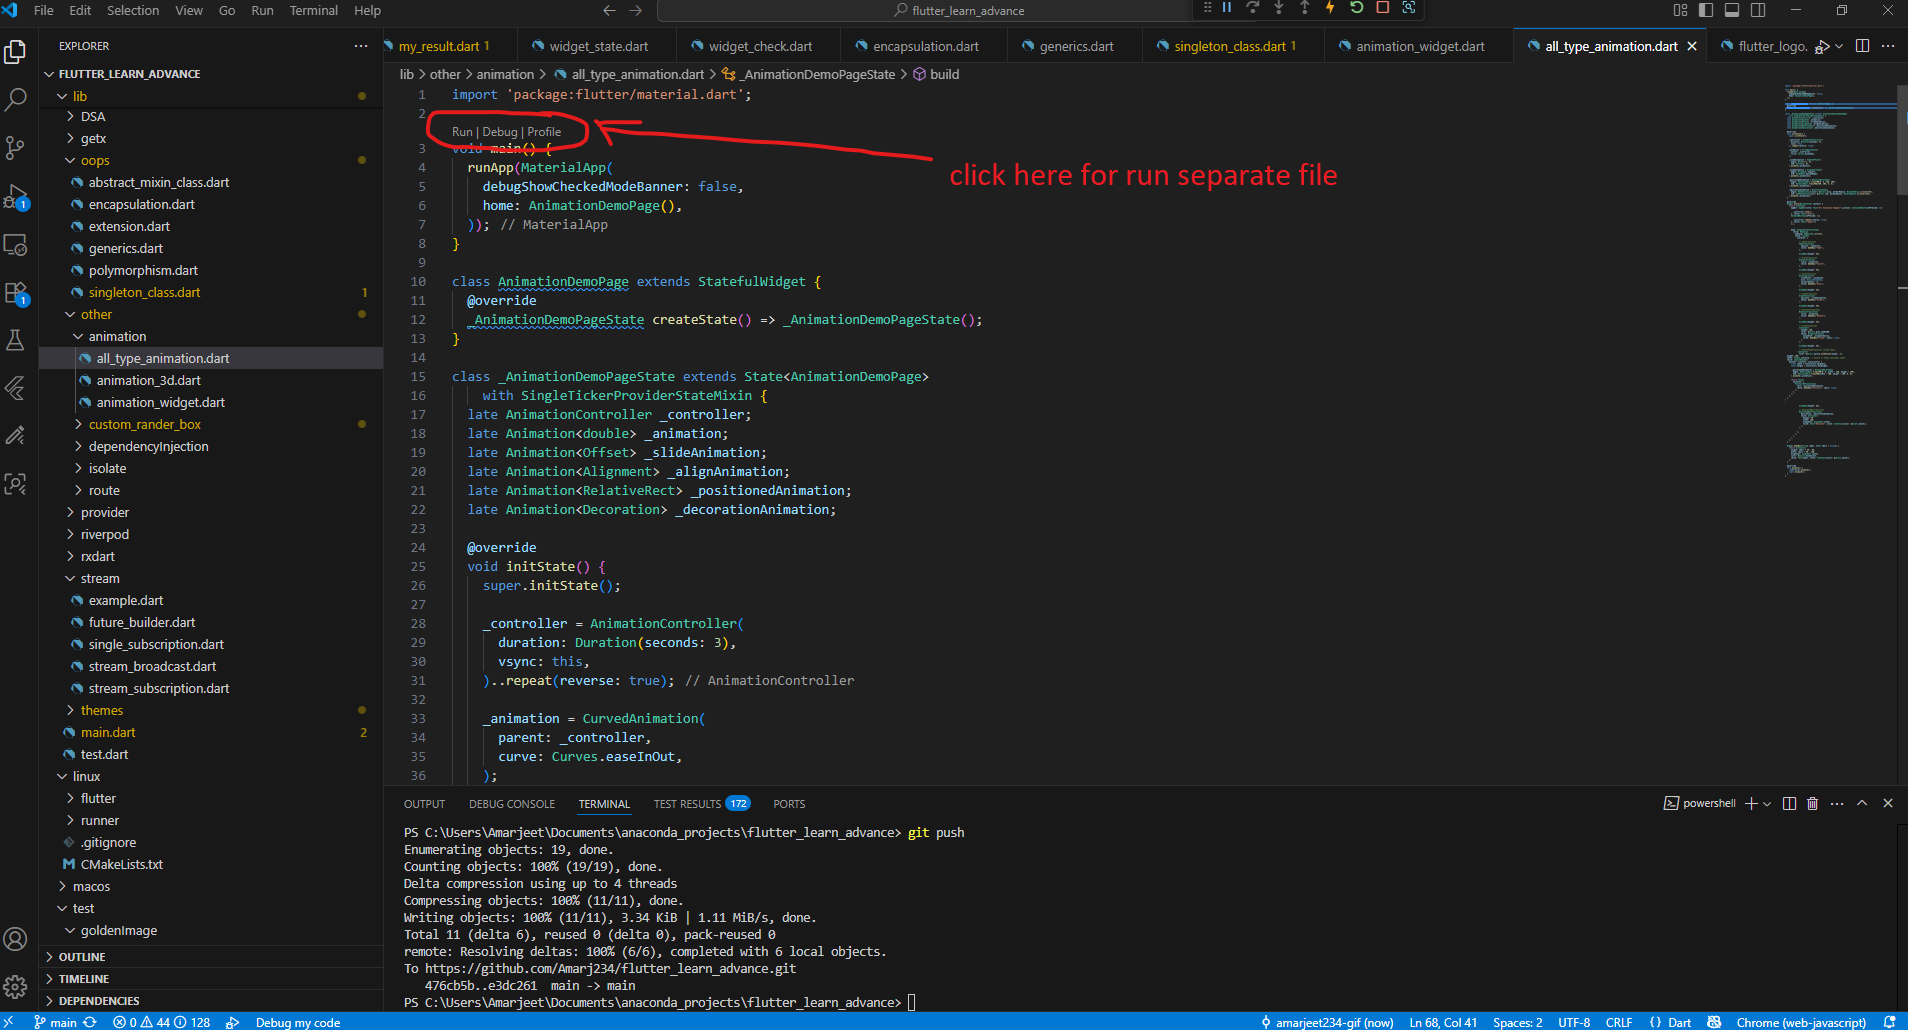 File Edit Selection View Go Run Terminal Help
flutter_learn_advance
EXPLORER
FLUTTER_LEARN_ADVANCE
lib
DSA
getx
oops
abstract_mixin_class.dart
encapsulation.dart
extension.dart
generics.dart
polymorphism.dart
singleton_class.dart 1
other
animation
all_type_animation.dart
animation_3d.dart
animation_widget.dart
custom_rander_box
dependencyInjection
isolate
route
provider
riverpod
rxdart
stream
example.dart
future_builder.dart
single_subscription.dart
stream_broadcast.dart
stream_subscription.dart
themes
main.dart 2
test.dart
linux
flutter
runner
.gitignore
M CMakeLists.txt
macos
test
goldenImage
OUTLINE
TIMELINE
DEPENDENCIES
1
1
my_result.dart 1 widget_state.dart widget_check.dart encapsulation.dart generics.dart singleton_class.dart 1 animation_widget.dart all_type_animation.dart flutter_logo.
lib > other > animation > all_type_animation.dart > _AnimationDemoPageState > build
1 import 'package:flutter/material.dart';
2
Run | Debug | Profile
click here for run separate file
3 void main() {
4 runApp(MaterialApp(
5 debugShowCheckedModeBanner: false,
6 home: AnimationDemoPage(),
7 )); // MaterialApp
8 }
9
10 class AnimationDemoPage extends StatefulWidget {
11 @override
12 _AnimationDemoPageState createState() => _AnimationDemoPageState();
13 }
14
15 class _AnimationDemoPageState extends State<AnimationDemoPage>
16 with SingleTickerProviderStateMixin {
17 late AnimationController _controller;
18 late Animation<double> _animation;
19 late Animation<Offset> _slideAnimation;
20 late Animation<Alignment> _alignAnimation;
21 late Animation<RelativeRect> _positionedAnimation;
22 late Animation<Decoration> _decorationAnimation;
23
24 @override
25 void initState() {
26 super.initState();
27
28 _controller = AnimationController(
29 duration: Duration(seconds: 3),
30 vsync: this,
31 )..repeat(reverse: true); // AnimationController
32
33 _animation = CurvedAnimation(
34 parent: _controller,
35 curve: Curves.easeInOut,
36 );
OUTPUT DEBUG CONSOLE TERMINAL TEST RESULTS 172 PORTS
powershell
PS C:\Users\Amarjeet\Documents\anaconda_projects\flutter_learn_advance> git push
Enumerating objects: 19, done.
Counting objects: 100% (19/19), done.
Delta compression using up to 4 threads
Compressing objects: 100% (11/11), done.
Writing objects: 100% (11/11), 3.34 KiB | 1.11 MiB/s, done.
Total 11 (delta 6), reused 0 (delta 0), pack-reused 0
remote: Resolving deltas: 100% (6/6), completed with 6 local objects.
To https://github.com/Amarj234/flutter_learn_advance.git
476cb5b..e3dc261 main -> main
PS C:\Users\Amarjeet\Documents\anaconda_projects\flutter_learn_advance>
main 0 44 128 Debug my code amarjeet234-gif (now) Ln 68, Col 41 Spaces: 2 UTF-8 CRLF {} Dart Chrome (web-javascript)